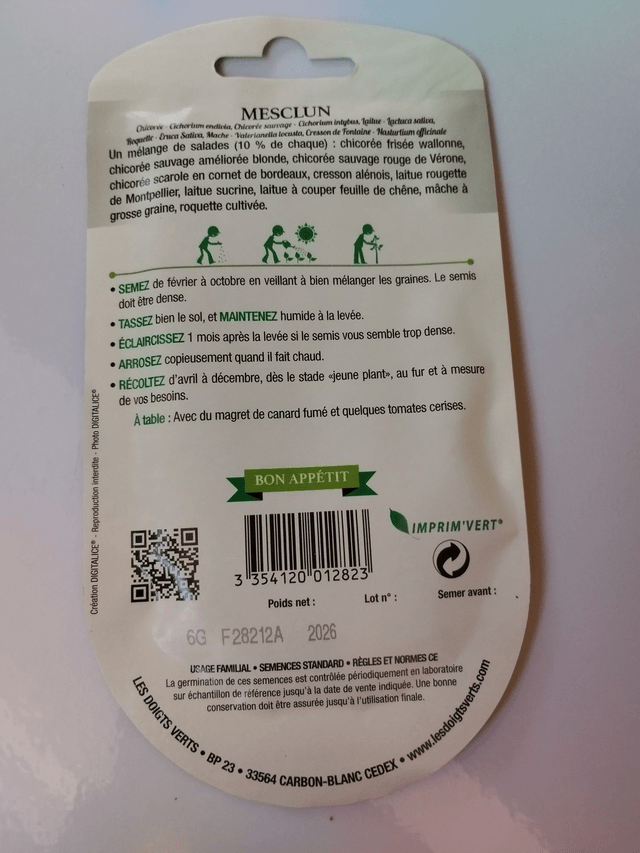 MESCLUN
Chicorée - Cichorium endivia, Chicorée sauvage - Cichorium intybus, Laitue - Lactuca sativa,
Roquette - Eruca Sativa, Mache - Valerianella locusta, Cresson de Fontaine - Nasturtium officinale
Un mélange de salades (10 % de chaque) : chicorée frisée wallonne,
chicorée sauvage améliorée blonde, chicorée sauvage rouge de Vérone,
chicorée scarole en cornet de bordeaux, cresson alénois, laitue rougette
de Montpellier, laitue sucrine, laitue à couper feuille de chêne, mâche à
grosse graine, roquette cultivée.
• SEMEZ de février à octobre en veillant à bien mélanger les graines. Le semis
doit être dense.
• TASSEZ bien le sol, et MAINTENEZ humide à la levée.
• ÉCLAIRCISSEZ 1 mois après la levée si le semis vous semble trop dense.
• ARROSEZ copieusement quand il fait chaud.
• RÉCOLTEZ d'avril à décembre, dès le stade «jeune plant», au fur et à mesure
de vos besoins.
À table : Avec du magret de canard fumé et quelques tomates cerises.
Création DIGITALICE® - Reproduction interdite - Photo DIGITALICE®
BON APPÉTIT
IMPRIM'VERT®
3 354120 012823
Poids net :
Lot n° :
Semer avant :
6G F28212A 2026
USAGE FAMILIAL • SEMENCES STANDARD • RÈGLES ET NORMES CE
La germination de ces semences est contrôlée périodiquement en laboratoire
sur échantillon de référence jusqu'à la date de vente indiquée. Une bonne
conservation doit être assurée jusqu'à l'utilisation finale.
LES DOIGTS VERTS • BP 23 • 33564 CARBON-BLANC CEDEX • www.lesdoigtsverts.com